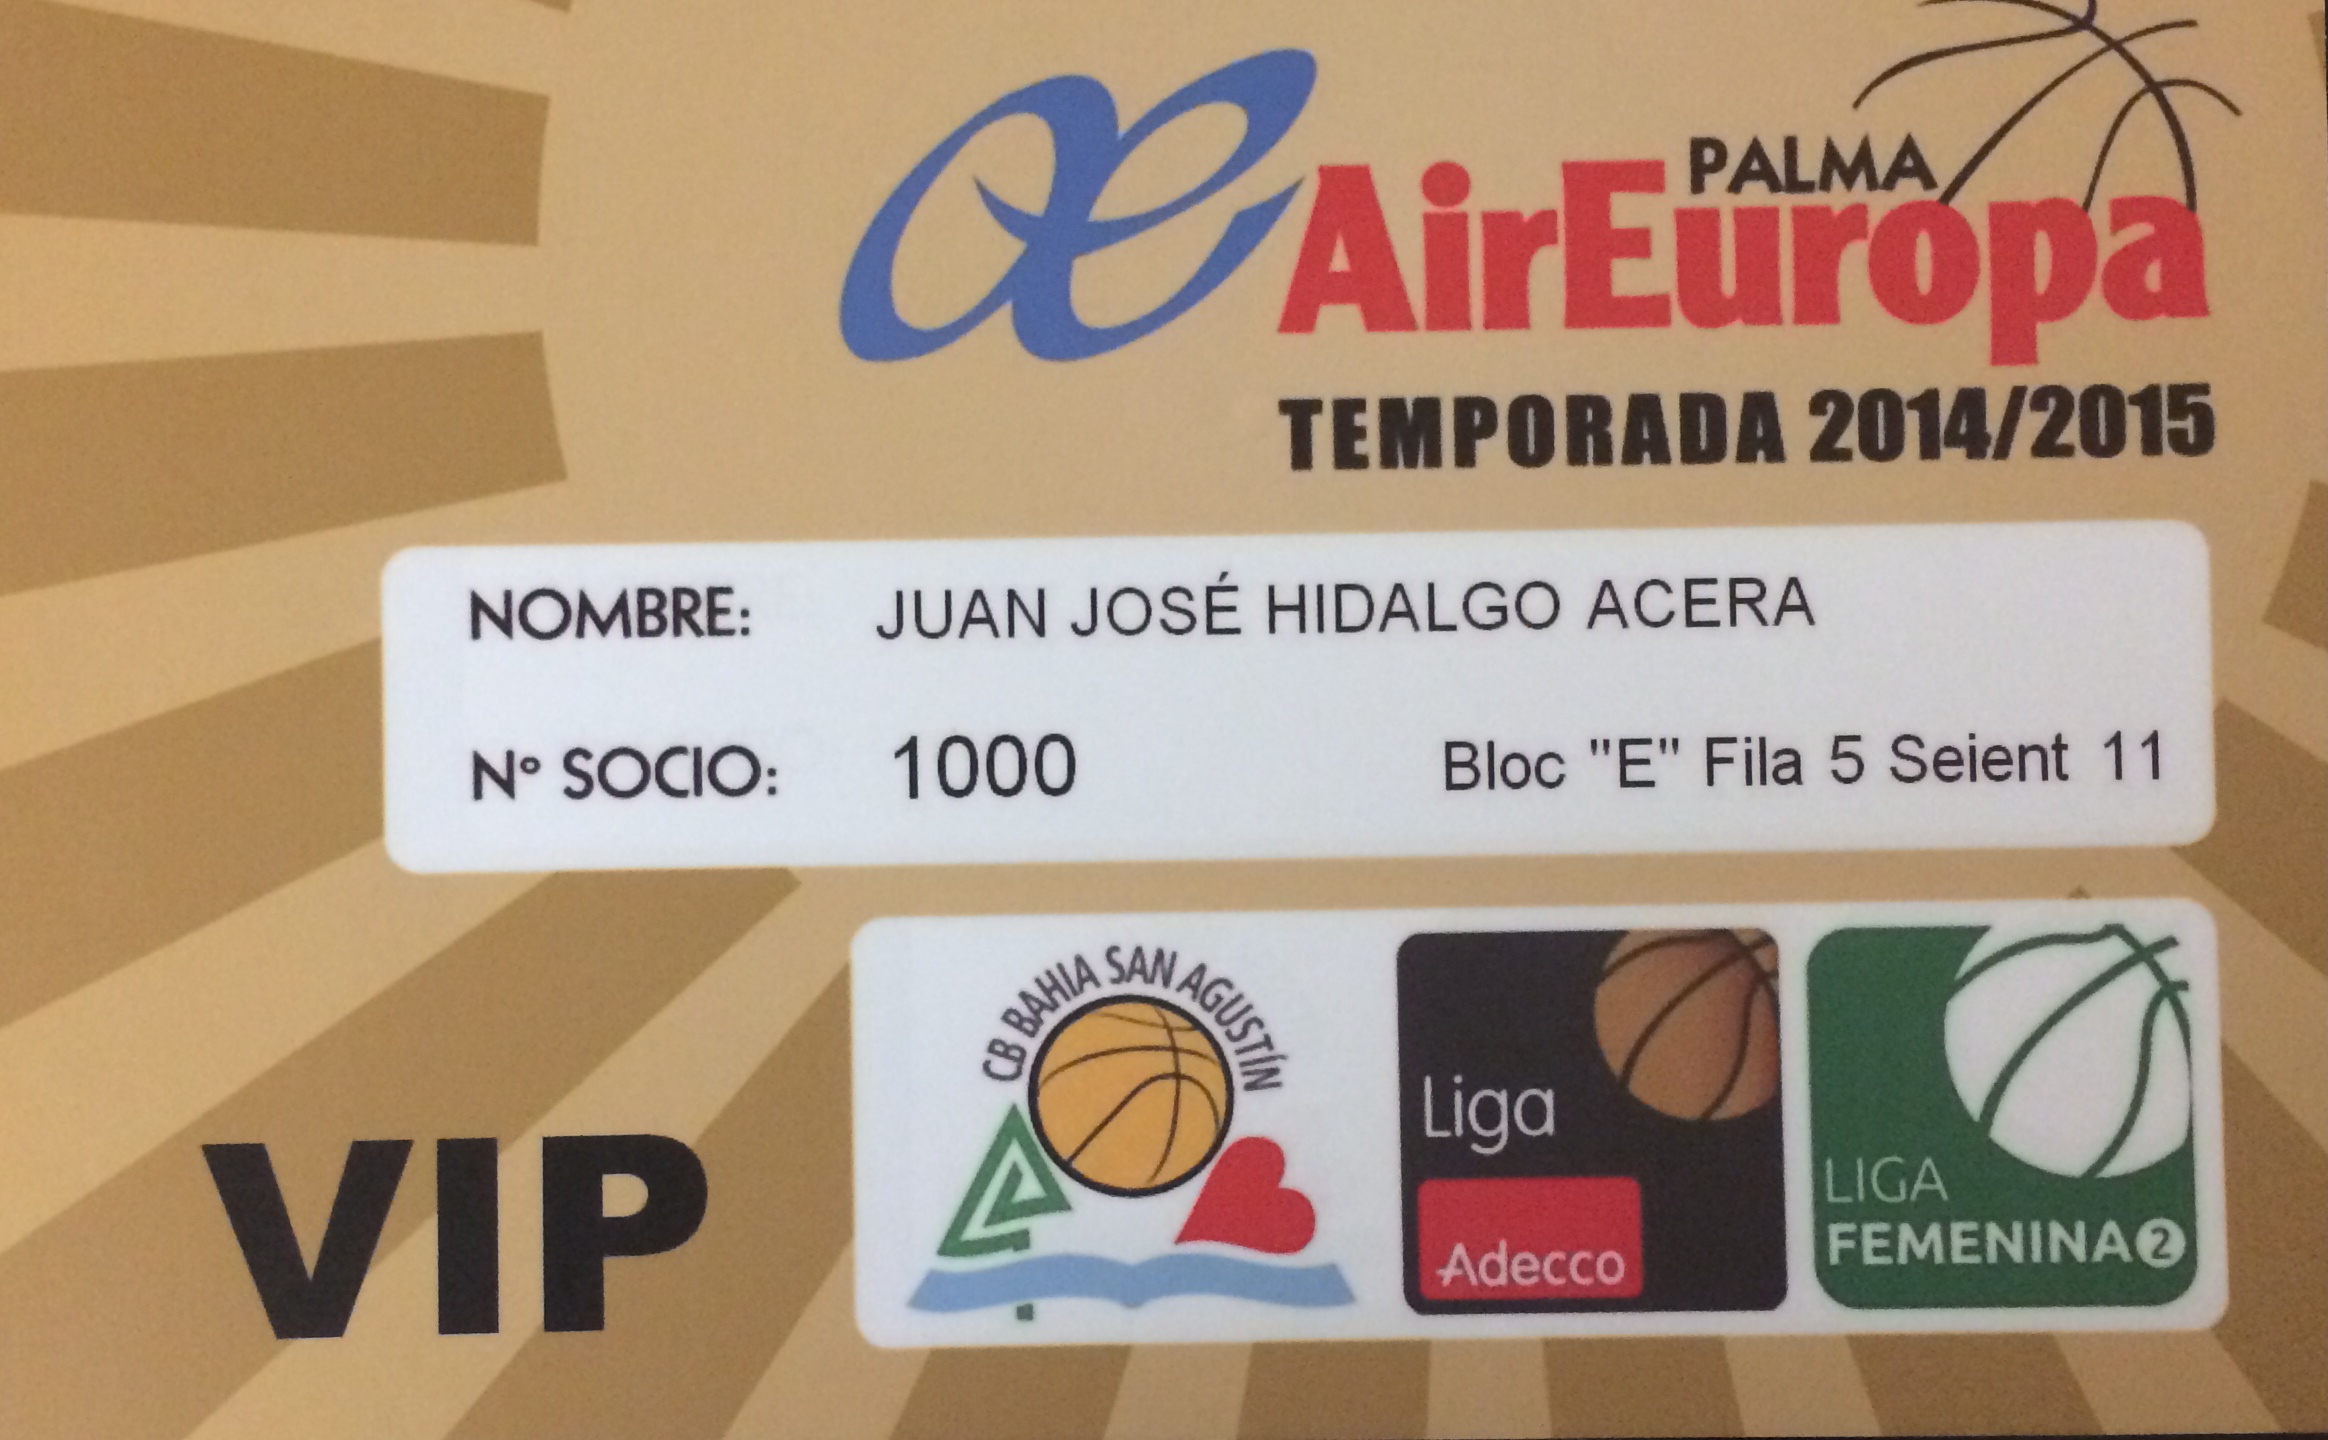 PALMA
AirEuropa
TEMPORADA 2014/2015
NOMBRE: JUAN JOSÉ HIDALGO ACERA
Nº SOCIO: 1000 Bloc "E" Fila 5 Seient 11
VIP
CB BAHIA SAN AGUSTÍN
Liga
Adecco
LIGA
FEMENINA 2